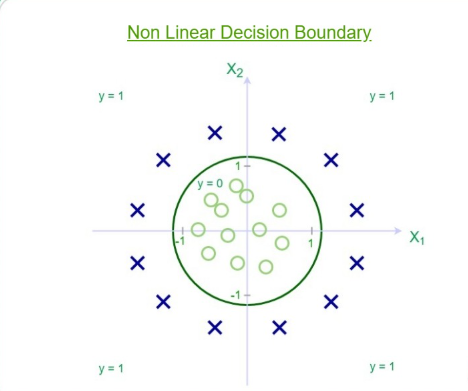 Non Linear Decision Boundary
X₂
y = 1
y = 1
1
y = 0
-1
1
X₁
-1
y = 1
y = 1